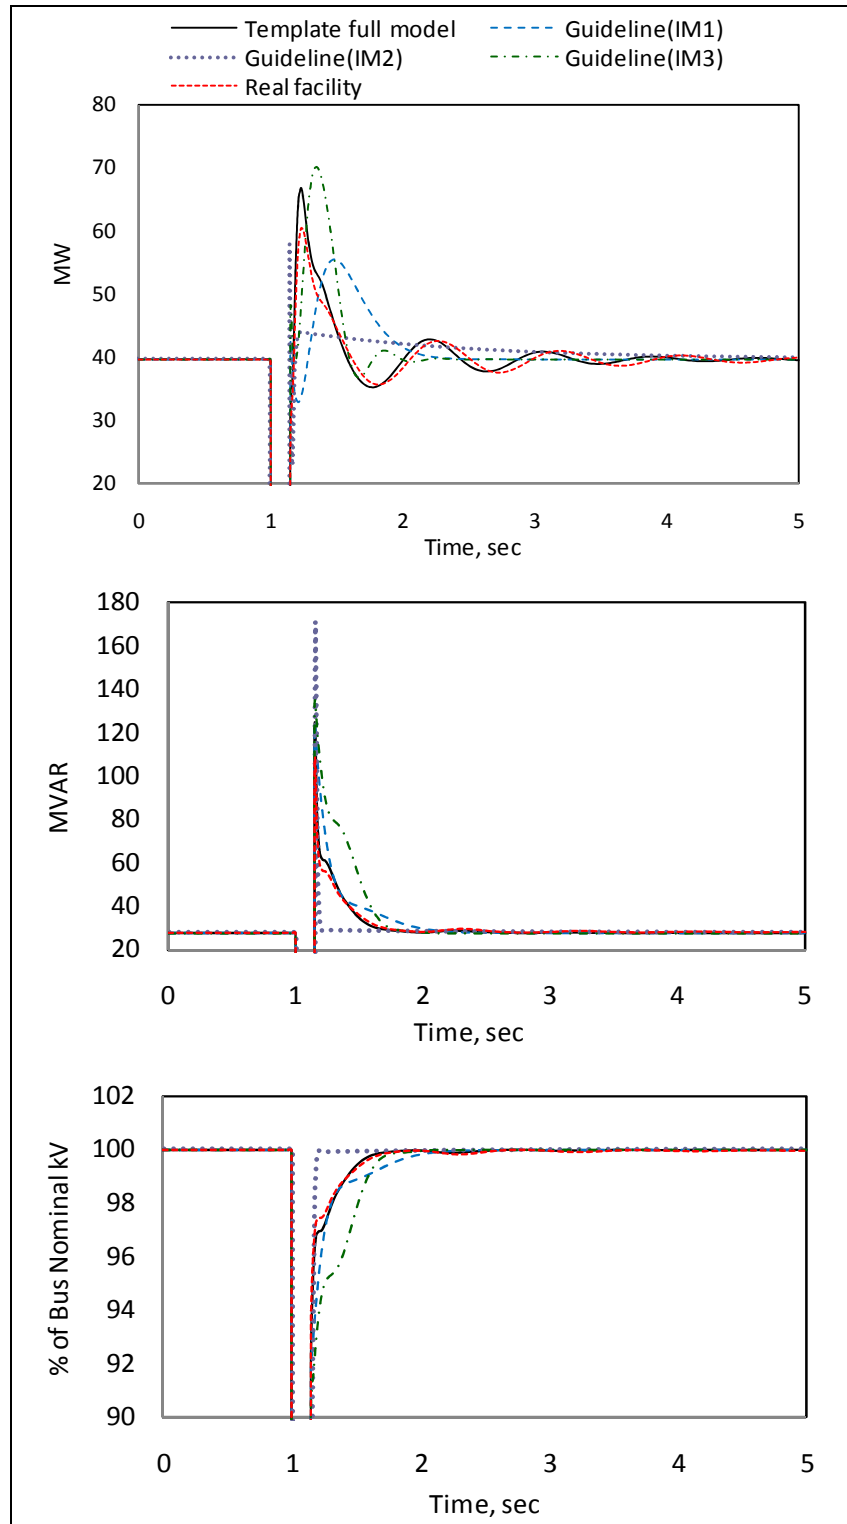 Template full model Guideline(IM1)
Guideline(IM2) Guideline(IM3)
Real facility
80
70
60
50
40
30
20
MW
0 1 2 3 4 5
Time, sec
180
160
140
120
100
80
60
40
20
MVAR
0 1 2 3 4 5
Time, sec
102
100
98
96
94
92
90
% of Bus Nominal kV
0 1 2 3 4 5
Time, sec